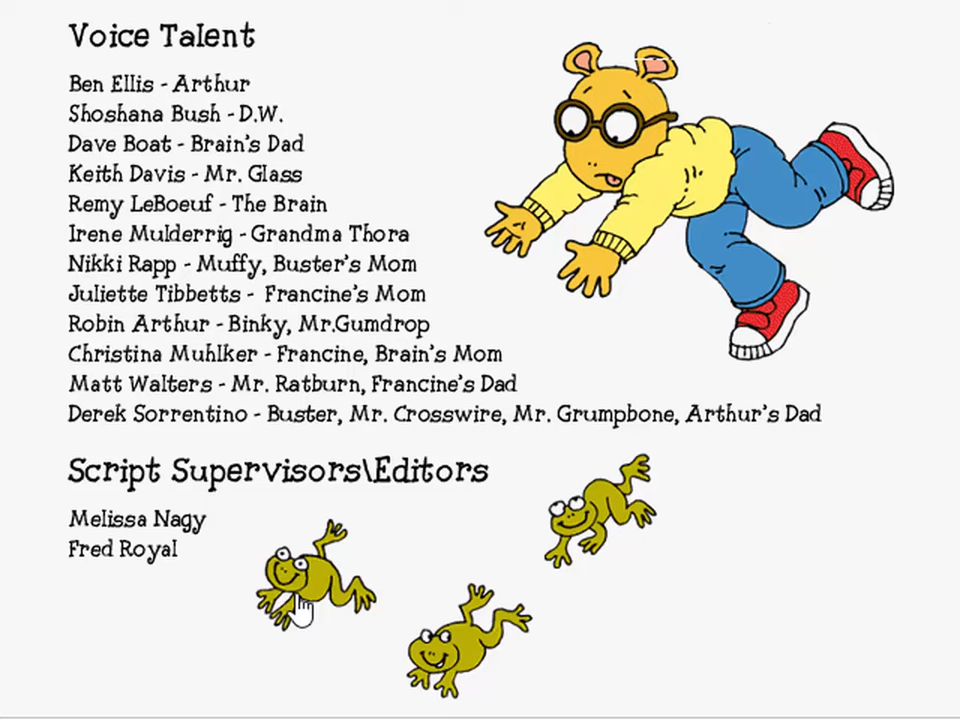 Voice Talent
Ben Ellis - Arthur
Shoshana Bush - D.W.
Dave Boat - Brain's Dad
Keith Davis - Mr. Glass
Remy LeBoeuf - The Brain
Irene Mulderrig - Grandma Thora
Nikki Rapp - Muffy, Buster's Mom
Juliette Tibbetts - Francine's Mom
Robin Arthur - Binky, Mr.Gumdrop
Christina Muhlker - Francine, Brain's Mom
Matt Walters - Mr. Ratburn, Francine's Dad
Derek Sorrentino - Buster, Mr. Crosswire, Mr. Grumpbone, Arthur's Dad
Script Supervisors\Editors
Melissa Nagy
Fred Royal